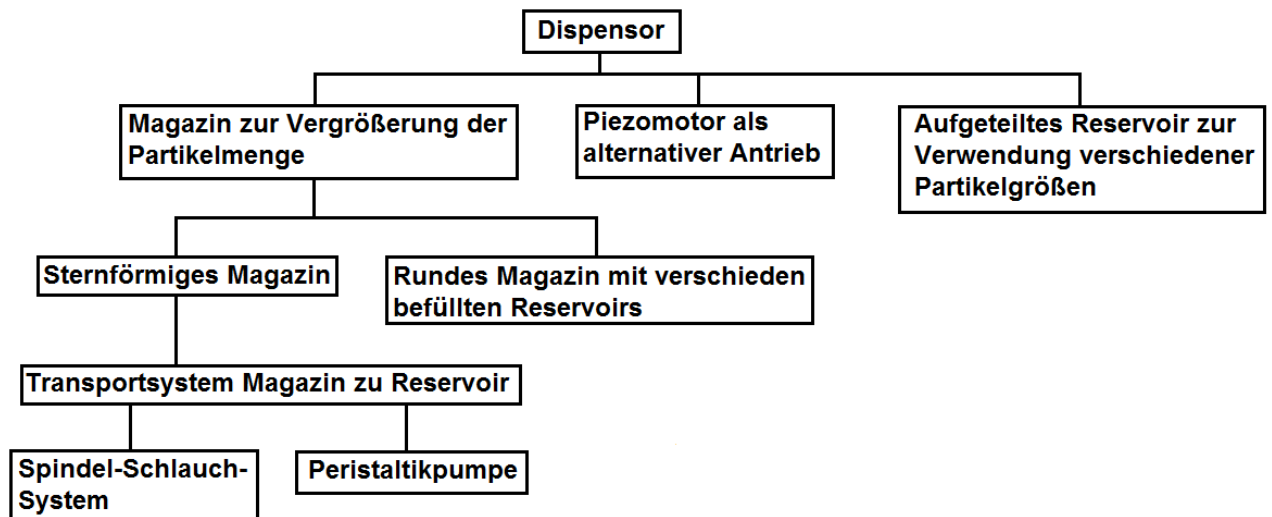 Dispensor
Magazin zur Vergrößerung der
Partikelmenge
Piezomotor als
alternativer Antrieb
Aufgeteiltes Reservoir zur
Verwendung verschiedener
Partikelgrößen
Sternförmiges Magazin
Rundes Magazin mit verschieden
befüllten Reservoirs
Transportsystem Magazin zu Reservoir
Spindel-Schlauch-
System
Peristaltikpumpe